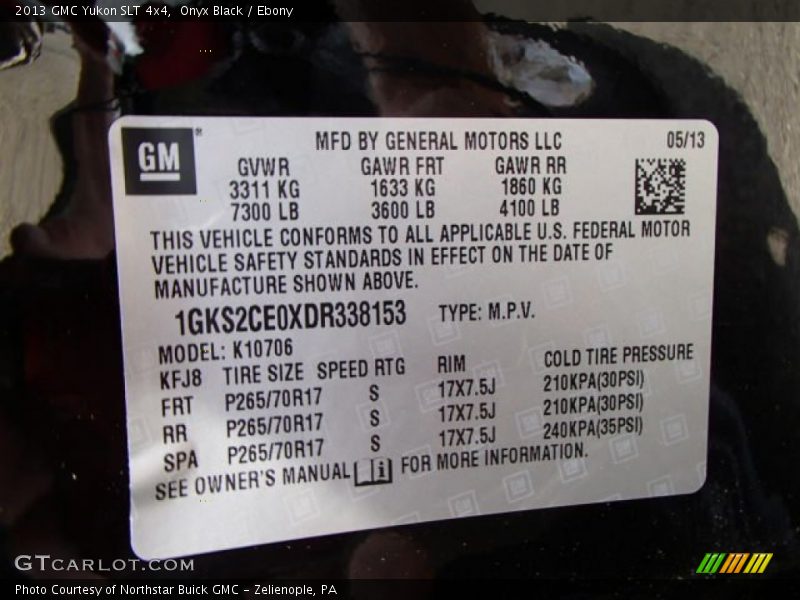 2013 GMC Yukon SLT 4x4,  Onyx Black / Ebony
GM® MFD BY GENERAL MOTORS LLC 05/13
GVWR GAWR FRT GAWR RR
3311 KG 1633 KG 1860 KG
7300 LB 3600 LB 4100 LB
THIS VEHICLE CONFORMS TO ALL APPLICABLE U.S. FEDERAL MOTOR
VEHICLE SAFETY STANDARDS IN EFFECT ON THE DATE OF
MANUFACTURE SHOWN ABOVE.
1GKS2CE0XDR338153 TYPE: M.P.V.
MODEL: K10706
KFJ8 TIRE SIZE SPEED RTG RIM COLD TIRE PRESSURE
FRT P265/70R17 S 17X7.5J 210KPA(30PSI)
RR P265/70R17 S 17X7.5J 210KPA(30PSI)
SPA P265/70R17 S 17X7.5J 240KPA(35PSI)
SEE OWNER'S MANUAL i FOR MORE INFORMATION.
GTCARLOT.COM
Photo Courtesy of Northstar Buick GMC - Zelienople, PA